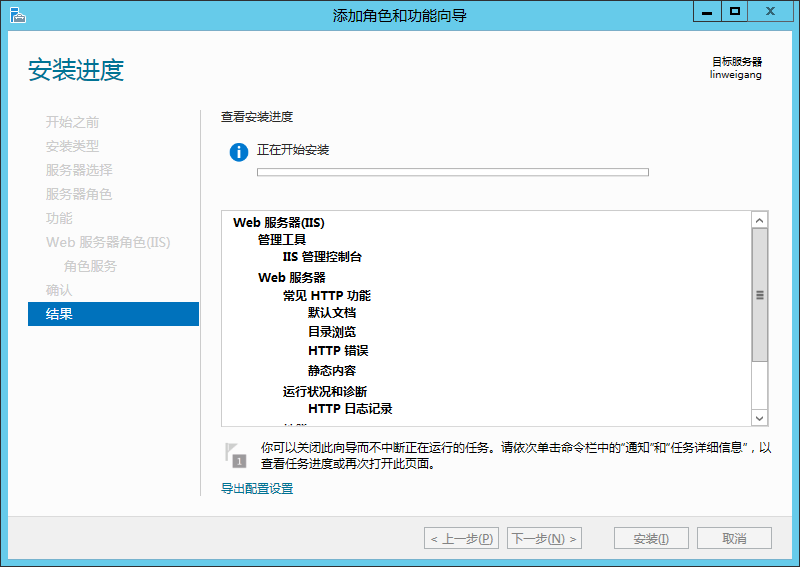 添加角色和功能向导
安装进度
目标服务器
linweigang
开始之前
安装类型
服务器选择
服务器角色
功能
Web 服务器角色(IIS)
角色服务
确认
结果
查看安装进度
正在开始安装
Web 服务器(IIS)
管理工具
IIS 管理控制台
Web 服务器
常见 HTTP 功能
默认文档
目录浏览
HTTP 错误
静态内容
运行状况和诊断
HTTP 日志记录
1
你可以关闭此向导而不中断正在运行的任务。请依次单击命令栏中的“通知”和“任务详细信息”，以
查看任务进度或再次打开此页面。
导出配置设置
< 上一步(P)
下一步(N) >
安装(I)
取消